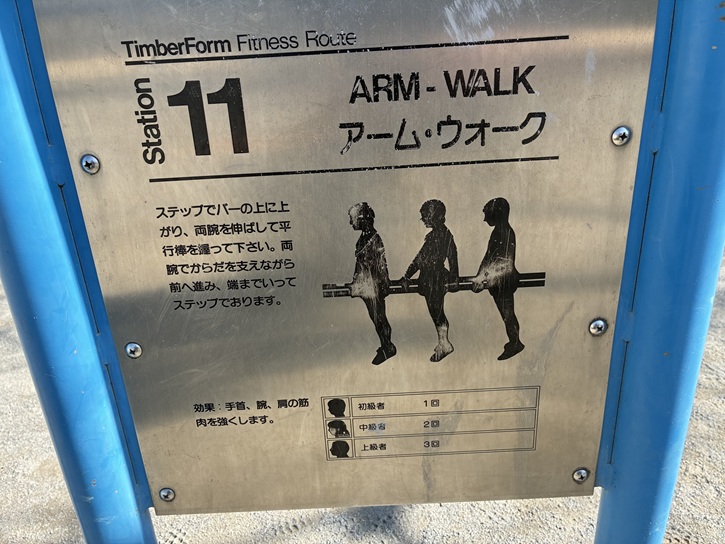 TimberForm Fitness Route
Station
11
ARM - WALK
アーム・ウォーク
ステップでバーの上に上
がり、両腕を伸ばして平
行棒を握って下さい。両
腕でからだを支えながら
前へ進み、端までいって
ステップでおります。
効果：手首、腕、肩の筋
肉を強くします。
初級者 1回
中級者 2回
上級者 3回